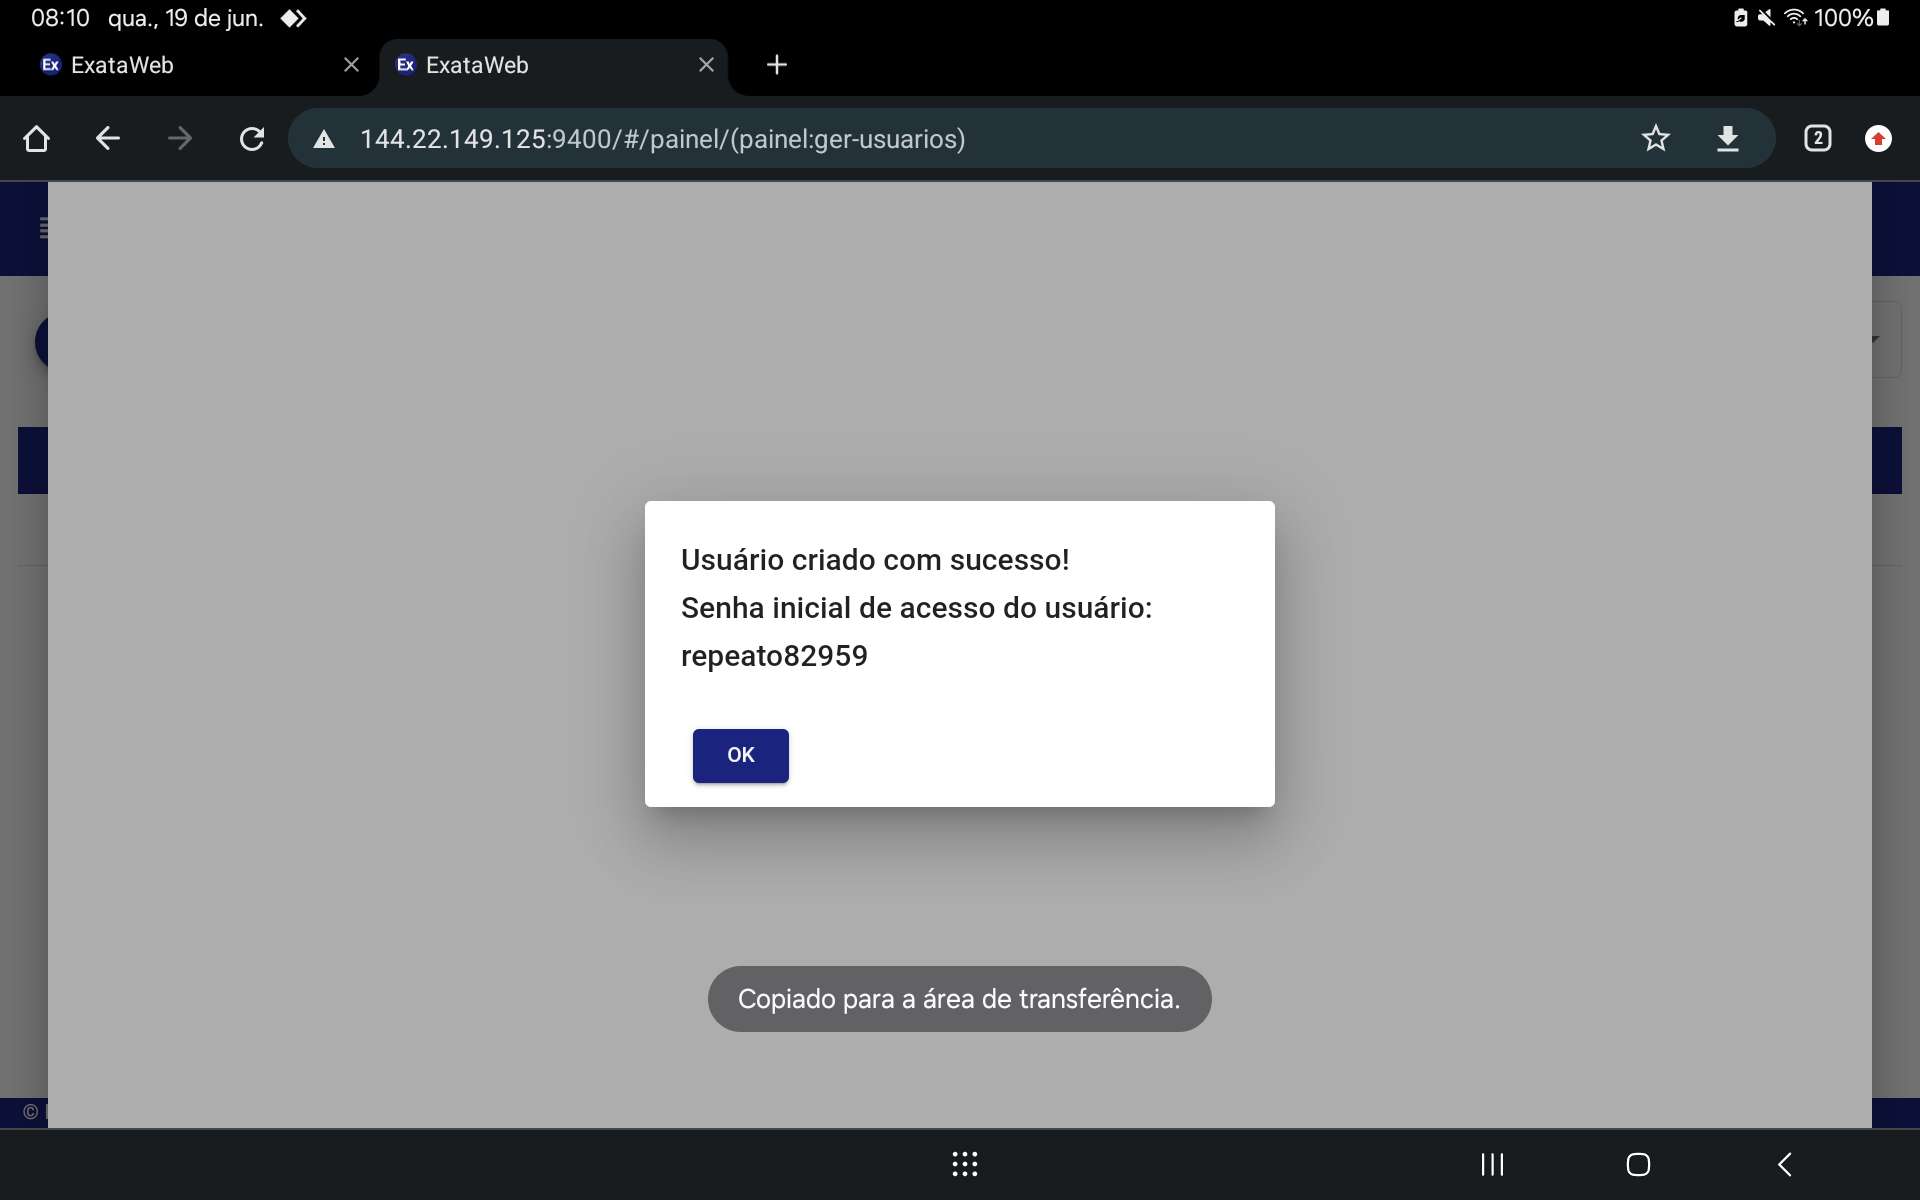 08:10 qua., 19 de jun.
100%
Ex ExataWeb
Ex ExataWeb
144.22.149.125:9400/#/painel/(painel:ger-usuarios)
2
Usuário criado com sucesso!
Senha inicial de acesso do usuário:
repeato82959
OK
Copiado para a área de transferência.
©